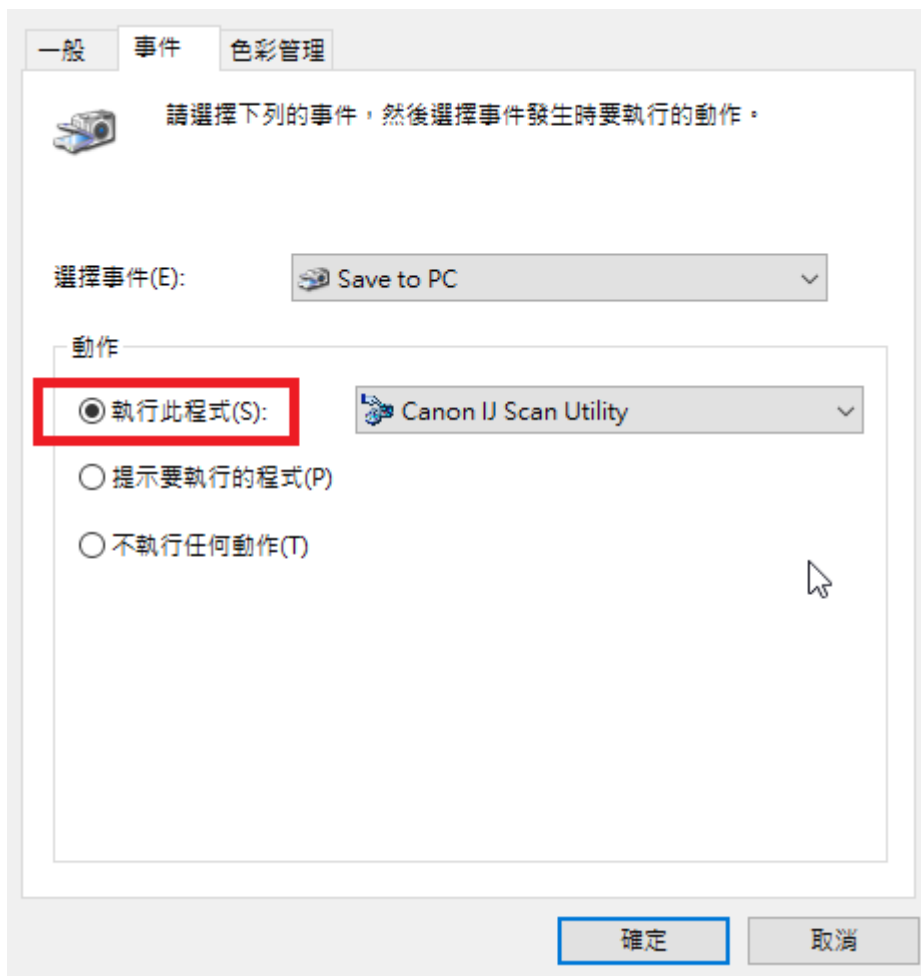 一般 事件 色彩管理
請選擇下列的事件，然後選擇事件發生時要執行的動作。
選擇事件(E): Save to PC
動作
執行此程式(S): Canon IJ Scan Utility
提示要執行的程式(P)
不執行任何動作(T)
確定 取消